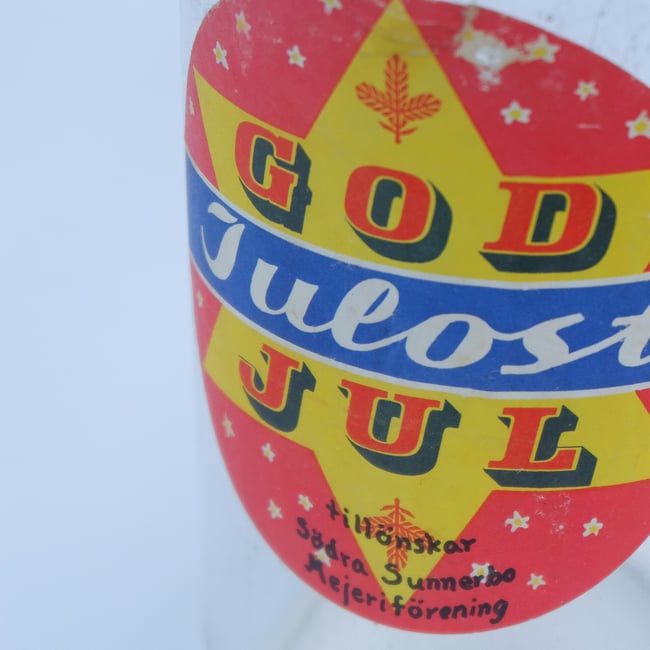 GOD
Julost
JUL
tillönskar
Södra Sunnerbo
Mejeriförening